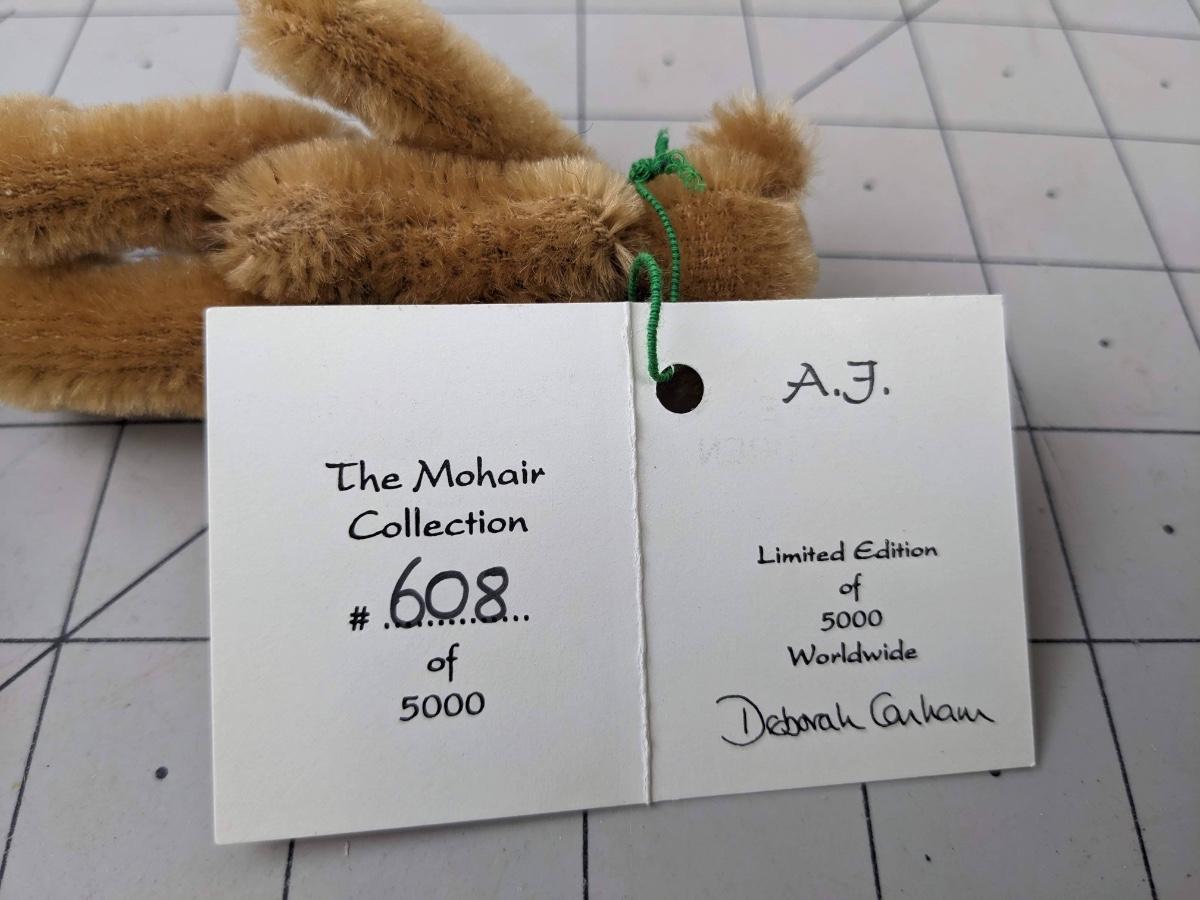 The Mohair
Collection
# 608
of
5000
A.J.
Limited Edition
of
5000
Worldwide
Deborah Canham